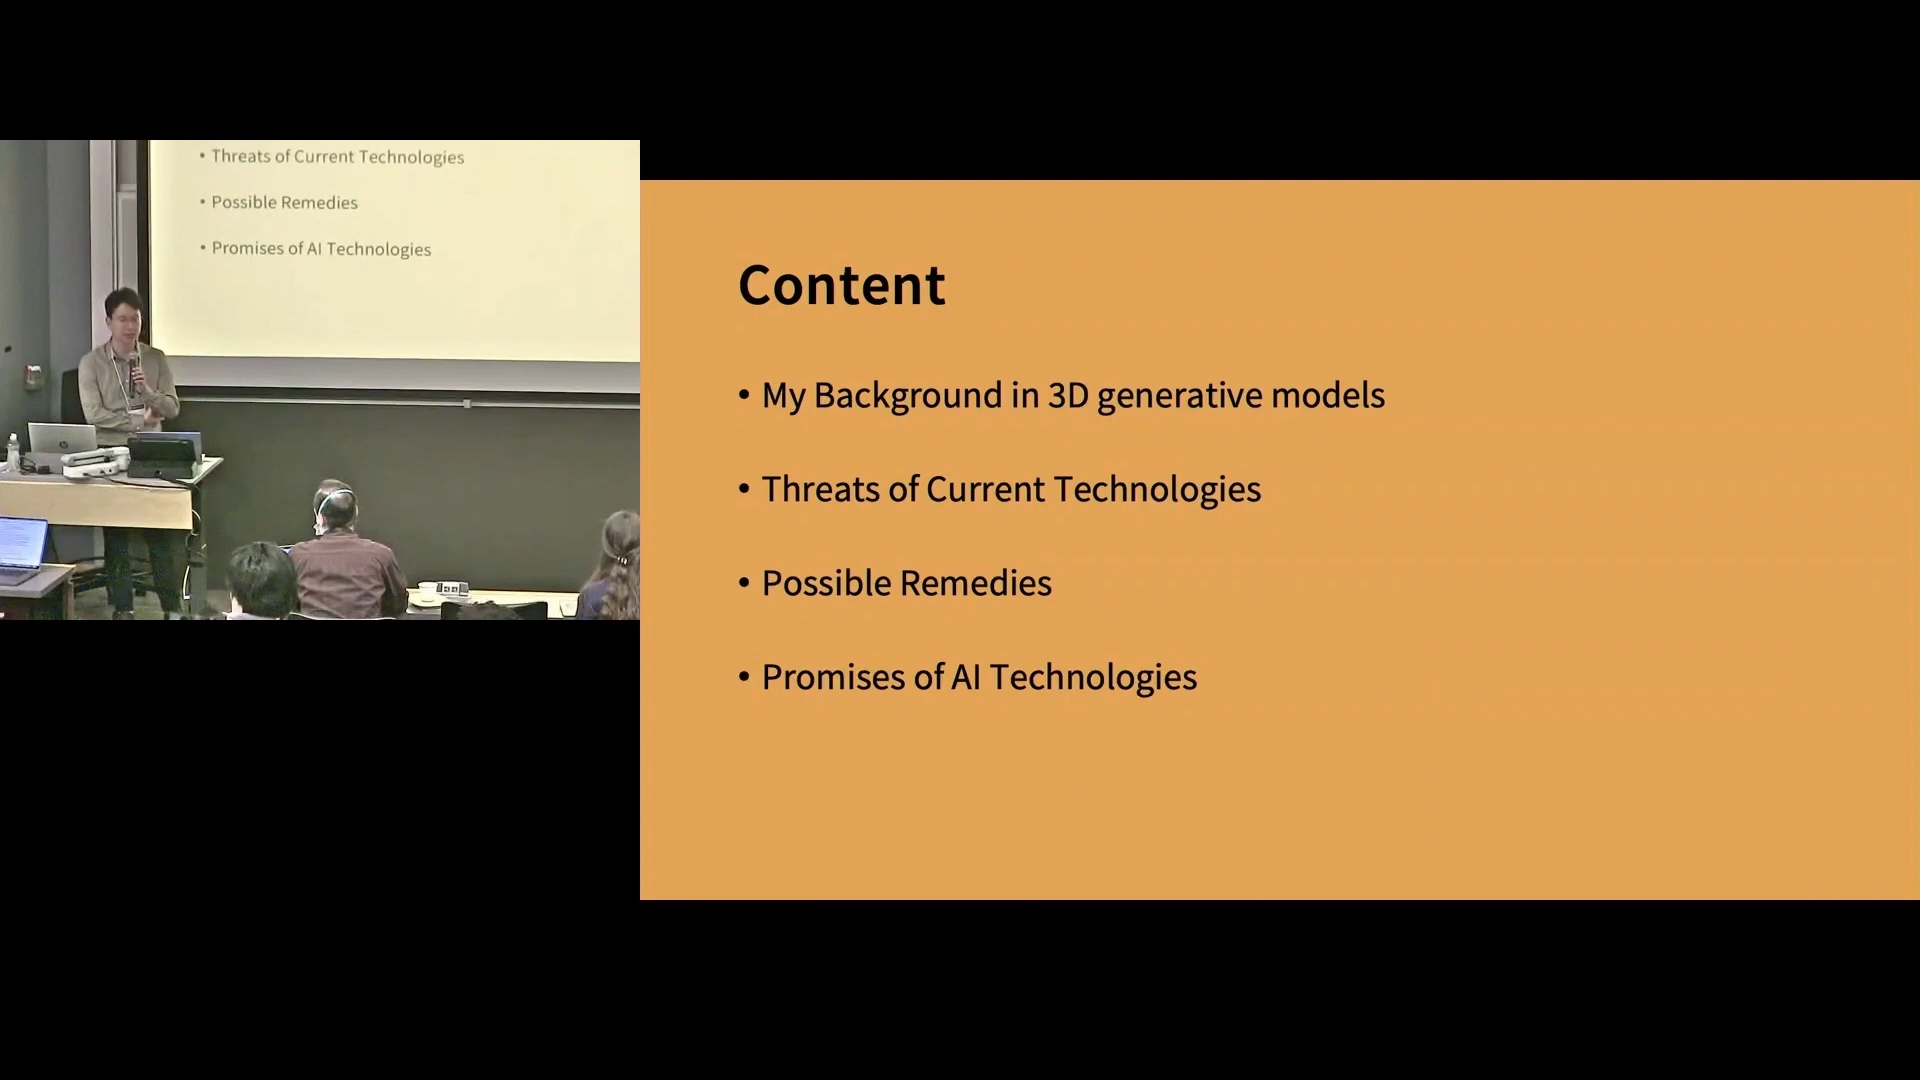 • Threats of Current Technologies
• Possible Remedies
• Promises of AI Technologies
Content
• My Background in 3D generative models
• Threats of Current Technologies
• Possible Remedies
• Promises of AI Technologies